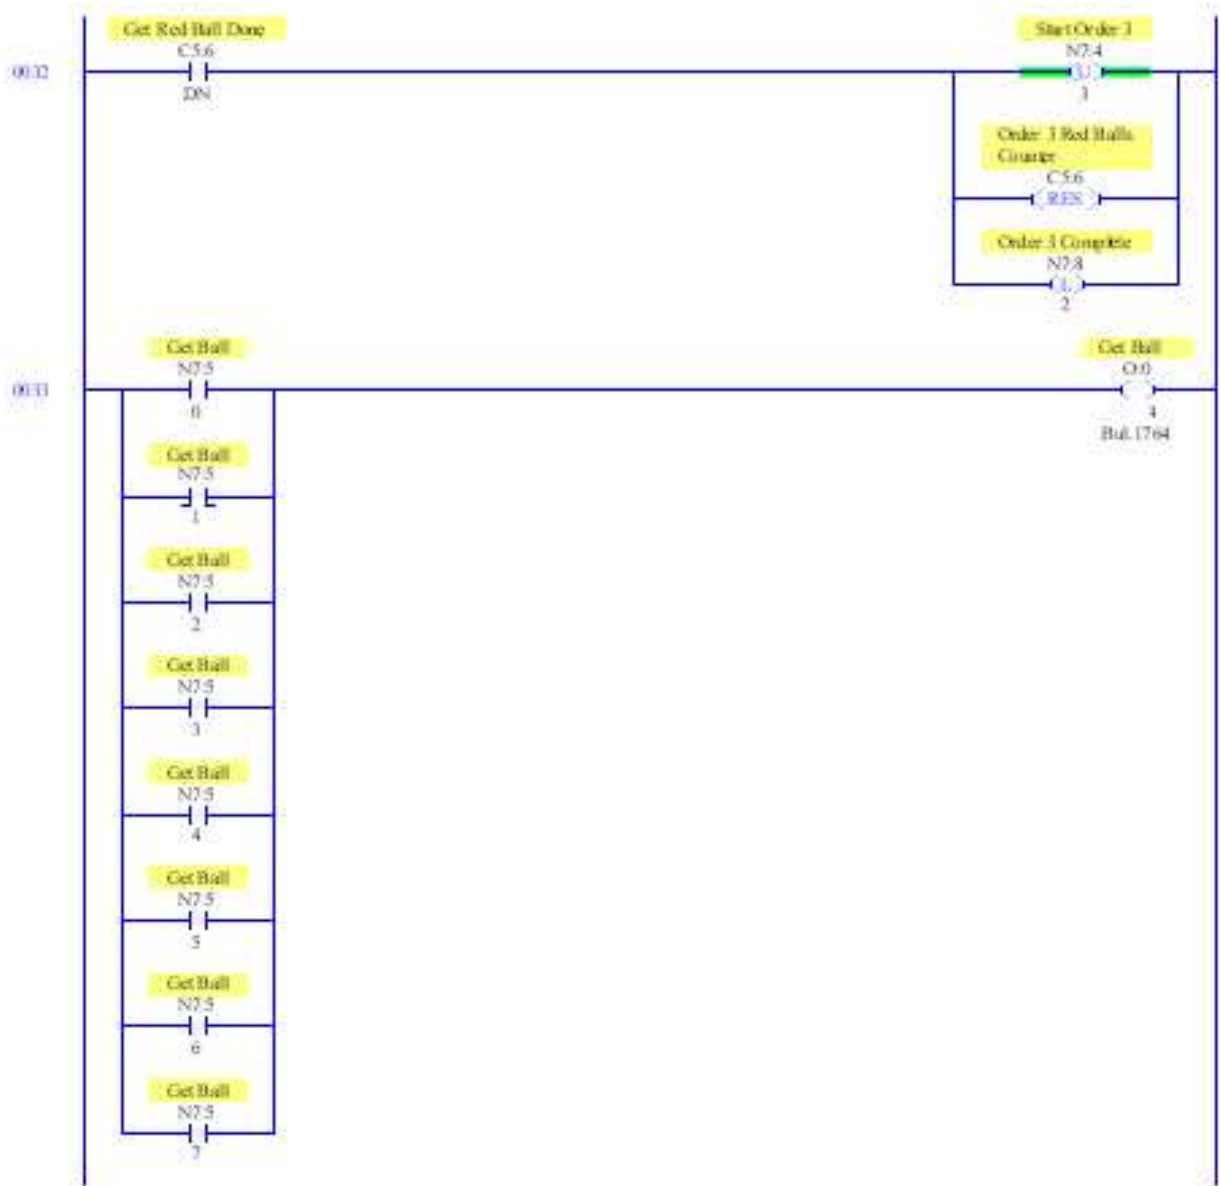 Get Red Ball Done
C5:6
0032
DN
Start Order 3
N7:4
U
3
Order 3 Red Balls
Counter
C5:6
RES
Order 3 Complete
N7:8
L
2
Get Ball
N7:5
0033
0
Get Ball
N7:5
1
Get Ball
N7:5
2
Get Ball
N7:5
3
Get Ball
N7:5
4
Get Ball
N7:5
5
Get Ball
N7:5
6
Get Ball
N7:5
7
Get Ball
O:0
4
Bul.1764